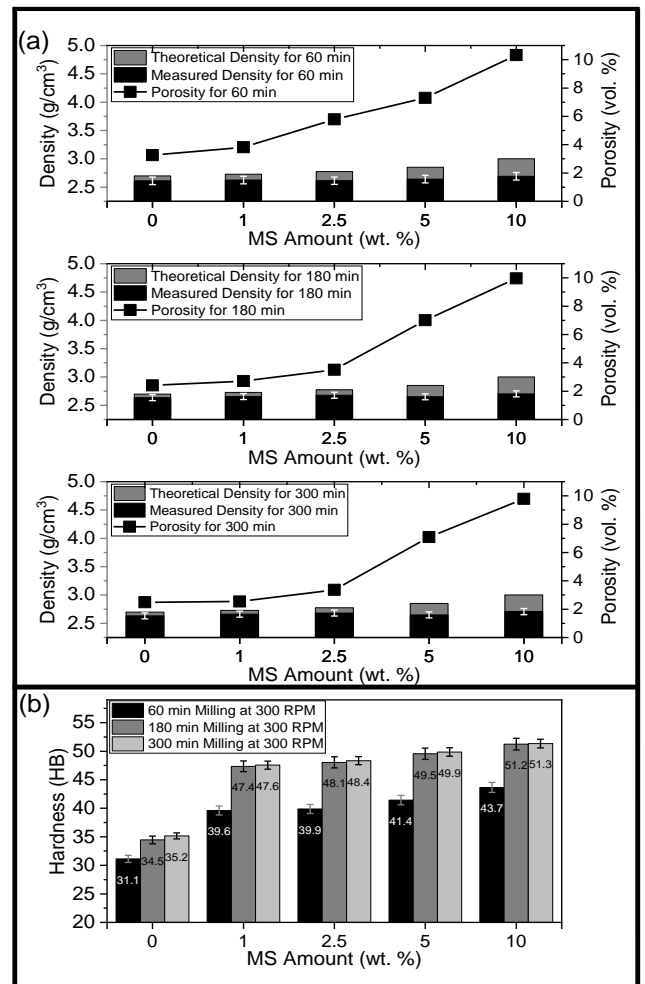 (a)
5.0
4.5
4.0
3.5
3.0
2.5
Density (g/cm³)
Theoretical Density for 60 min
Measured Density for 60 min
Porosity for 60 min
10
8
6
4
2
0
Porosity (vol. %)
0 1 2.5 5 10
MS Amount (wt. %)
5.0
4.5
4.0
3.5
3.0
2.5
Density (g/cm³)
Theoretical Density for 180 min
Measured Density for 180 min
Porosity for 180 min
10
8
6
4
2
0
Porosity (vol. %)
0 1 2.5 5 10
MS Amount (wt. %)
5.0
4.5
4.0
3.5
3.0
2.5
Density (g/cm³)
Theoretical Density for 300 min
Measured Density for 300 min
Porosity for 300 min
10
8
6
4
2
0
Porosity (vol. %)
0 1 2.5 5 10
MS Amount (wt. %)
(b)
55
50
45
40
35
30
25
20
Hardness (HB)
60 min Milling at 300 RPM
180 min Milling at 300 RPM
300 min Milling at 300 RPM
31.1 34.5 35.2
39.6 47.4 47.6
39.9 48.1 48.4
41.4 49.5 49.9
43.7 51.2 51.3
0 1 2.5 5 10
MS Amount (wt. %)